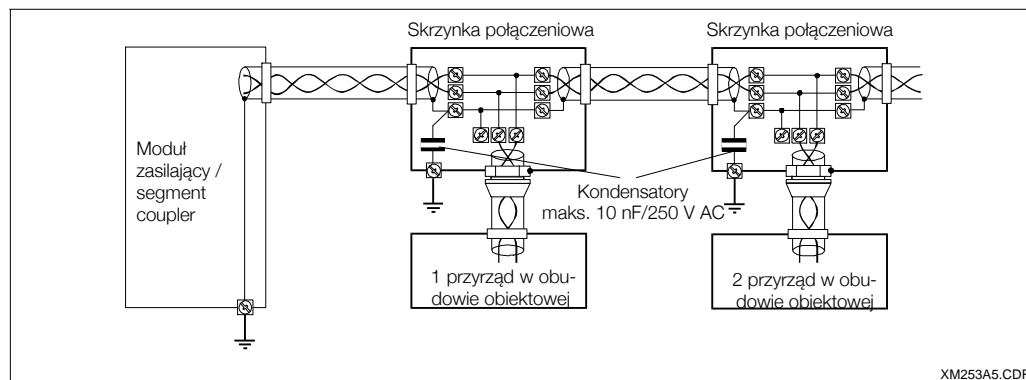 Skrzynka połączeniowa
Skrzynka połączeniowa
Moduł
zasilający /
segment
coupler
Kondensatory
maks. 10 nF/250 V AC
1 przyrząd w obu-
dowie obiektowej
2 przyrząd w obu-
dowie obiektowej
XM253A5.CDR